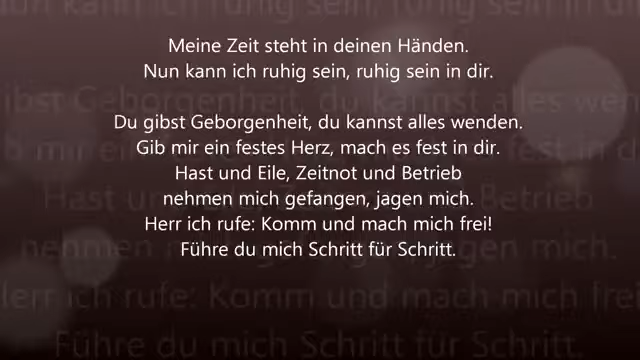 Meine Zeit steht in deinen Händen.
Nun kann ich ruhig sein, ruhig sein in dir.
Du gibst Geborgenheit, du kannst alles wenden.
Gib mir ein festes Herz, mach es fest in dir.
Hast und Eile, Zeitnot und Betrieb
nehmen mich gefangen, jagen mich.
Herr ich rufe: Komm und mach mich frei!
Führe du mich Schritt für Schritt.